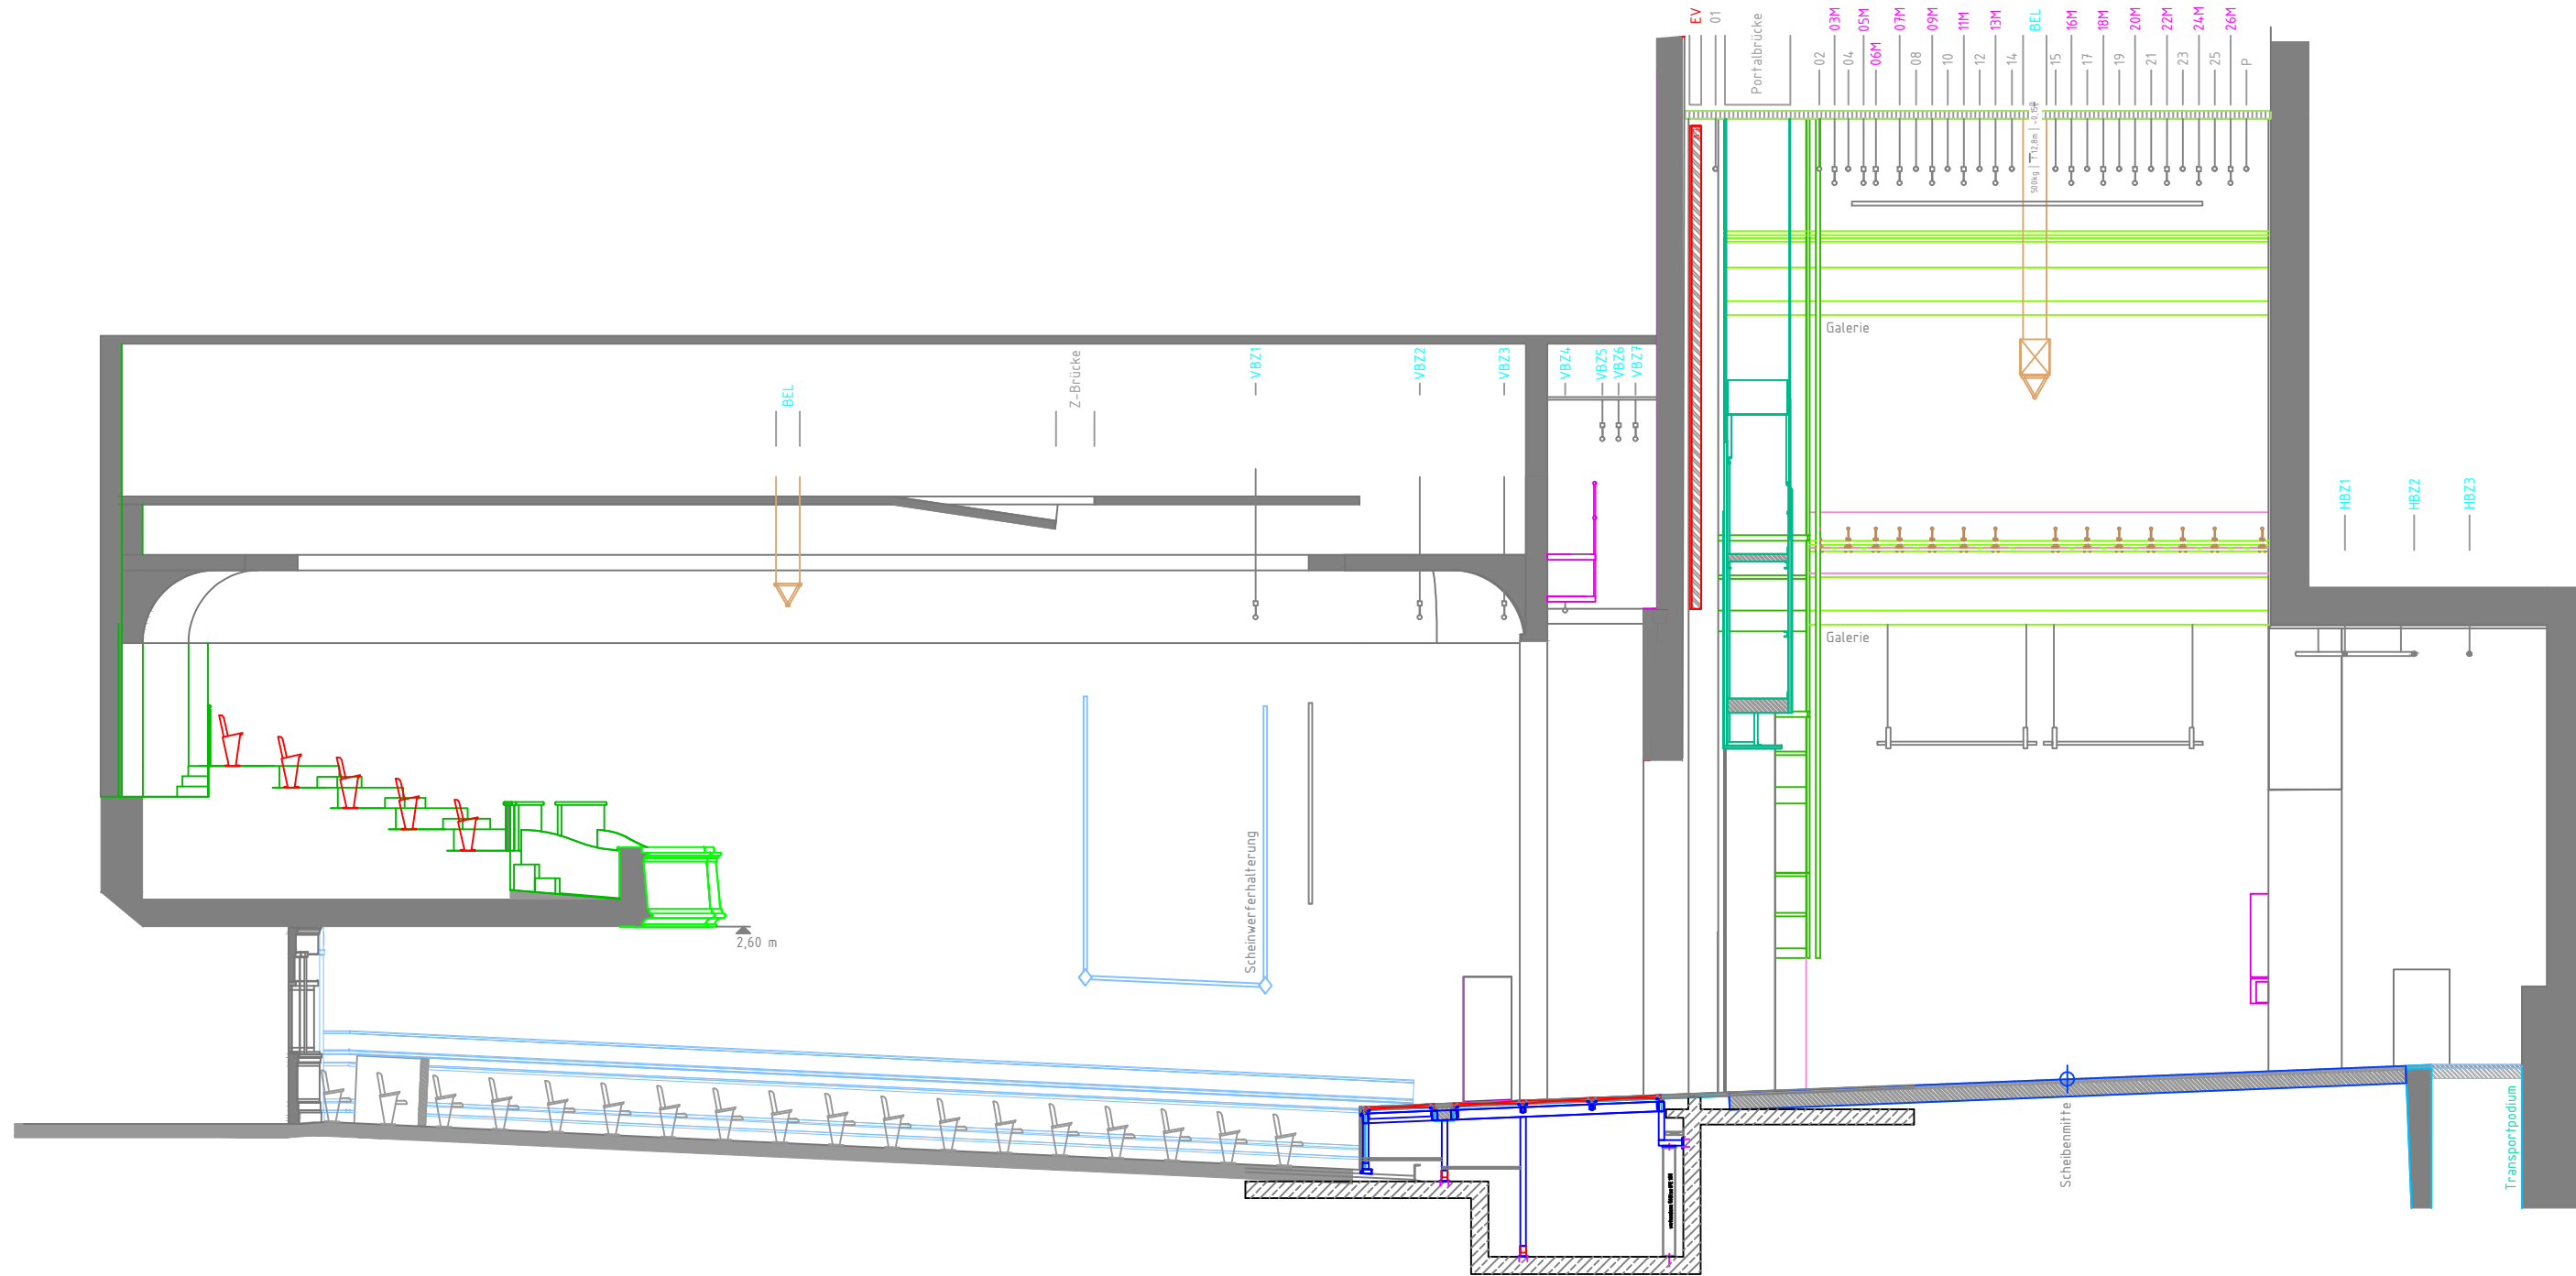 EV
01
Portalbrücke
02
03M
04
05M
06M
07M
08
09M
10
11M
12
13M
14
BEL
15
16M
17
18M
19
20M
21
22M
23
24M
25
26M
P
Galerie
BEL
Z-Brücke
VBZ1
VBZ2
VBZ3
VBZ4
VBZ5
VBZ6
VBZ7
HBZ1
HBZ2
HBZ3
Galerie
Scheinwerferhalterung
2,60 m
Scheibenmitte
Transportpodium